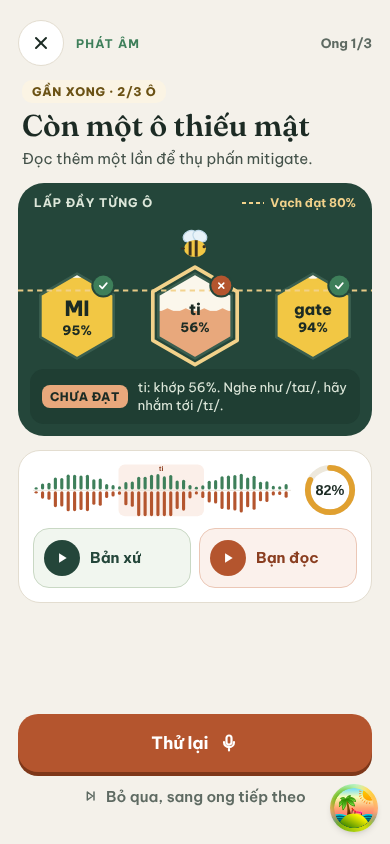 PHÁT ÂM
Ong 1/3
GẦN XONG · 2/3 Ô
Còn một ô thiếu mật
Đọc thêm một lần để thụ phấn mitigate.
LẤP ĐẦY TỪNG Ô
Vạch đạt 80%
MI
95%
ti
56%
gate
94%
CHƯA ĐẠT
ti: khớp 56%. Nghe như /taɪ/, hãy
nhắm tới /tɪ/.
ti
82%
Bản xứ
Bạn đọc
Thử lại
Bỏ qua, sang ong tiếp theo